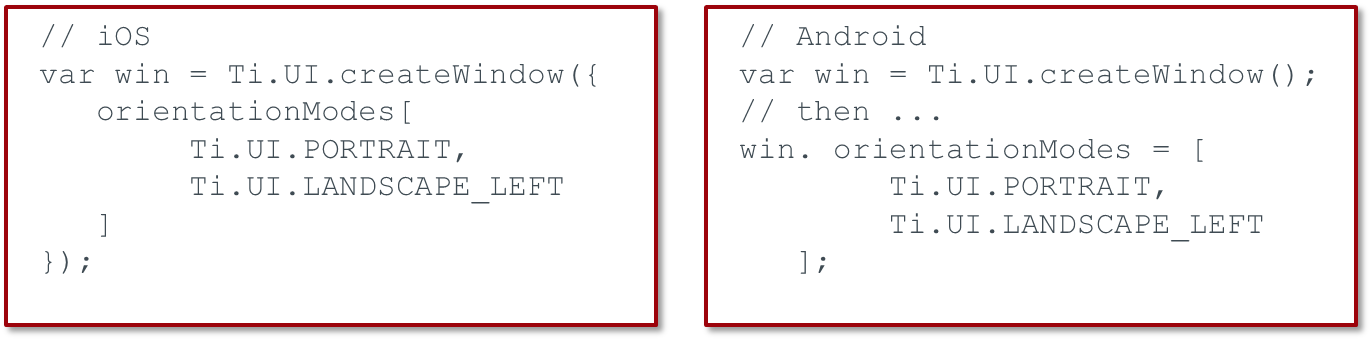 // iOS
var win = Ti.UI.createWindow({
   orientationModes[
        Ti.UI.PORTRAIT,
        Ti.UI.LANDSCAPE_LEFT
   ]
});
// Android
var win = Ti.UI.createWindow();
// then ...
win. orientationModes = [
        Ti.UI.PORTRAIT,
        Ti.UI.LANDSCAPE_LEFT
   ];